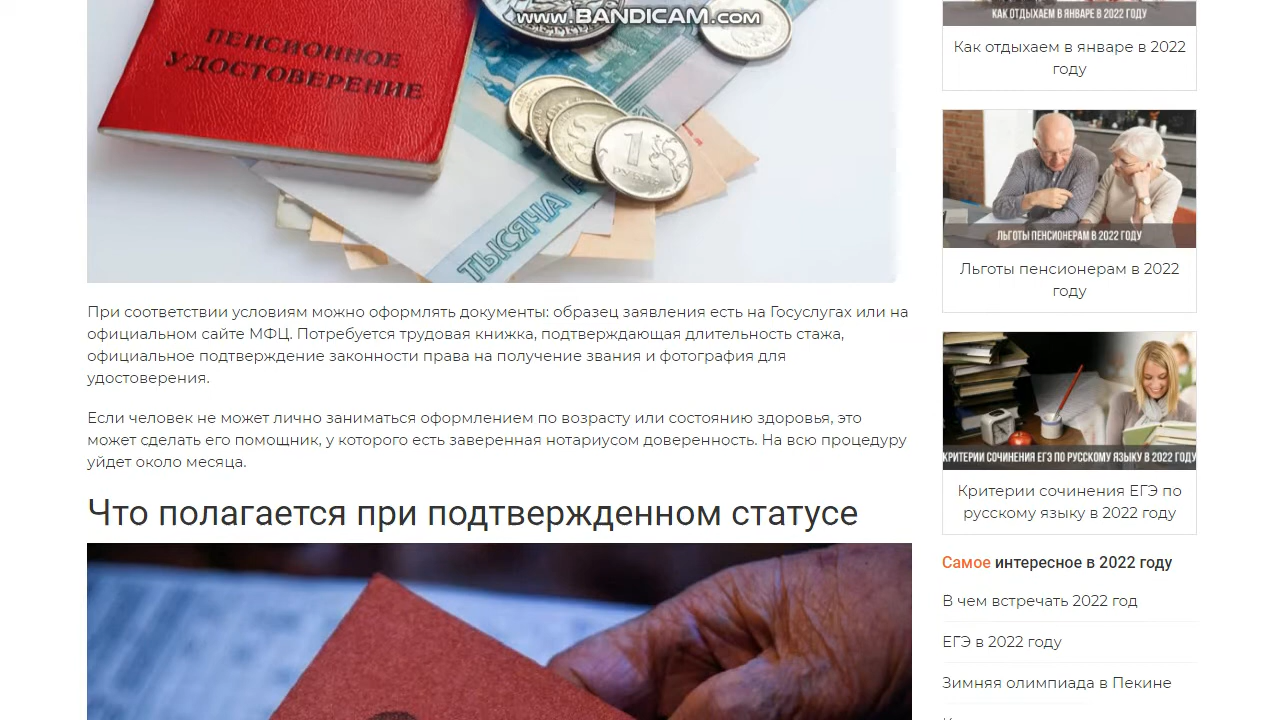 www.BANDICAM.com
ПЕНСИОННОЕ
УДОСТОВЕРЕНИЕ
1
РУБЛЬ
ТЫСЯЧА
При соответствии условиям можно оформлять документы: образец заявления есть на Госуслугах или на
официальном сайте МФЦ. Потребуется трудовая книжка, подтверждающая длительность стажа,
официальное подтверждение законности права на получение звания и фотография для
удостоверения.
Если человек не может лично заниматься оформлением по возрасту или состоянию здоровья, это
может сделать его помощник, у которого есть заверенная нотариусом доверенность. На всю процедуру
уйдет около месяца.
Что полагается при подтвержденном статусе
КАК ОТДЫХАЕМ В ЯНВАРЕ В 2022 ГОДУ
Как отдыхаем в январе в 2022
году
ЛЬГОТЫ ПЕНСИОНЕРАМ В 2022 ГОДУ
Льготы пенсионерам в 2022
году
КРИТЕРИИ СОЧИНЕНИЯ ЕГЭ ПО РУССКОМУ ЯЗЫКУ В 2022 ГОДУ
Критерии сочинения ЕГЭ по
русскому языку в 2022 году
Самое интересное в 2022 году
В чем встречать 2022 год
ЕГЭ в 2022 году
Зимняя олимпиада в Пекине